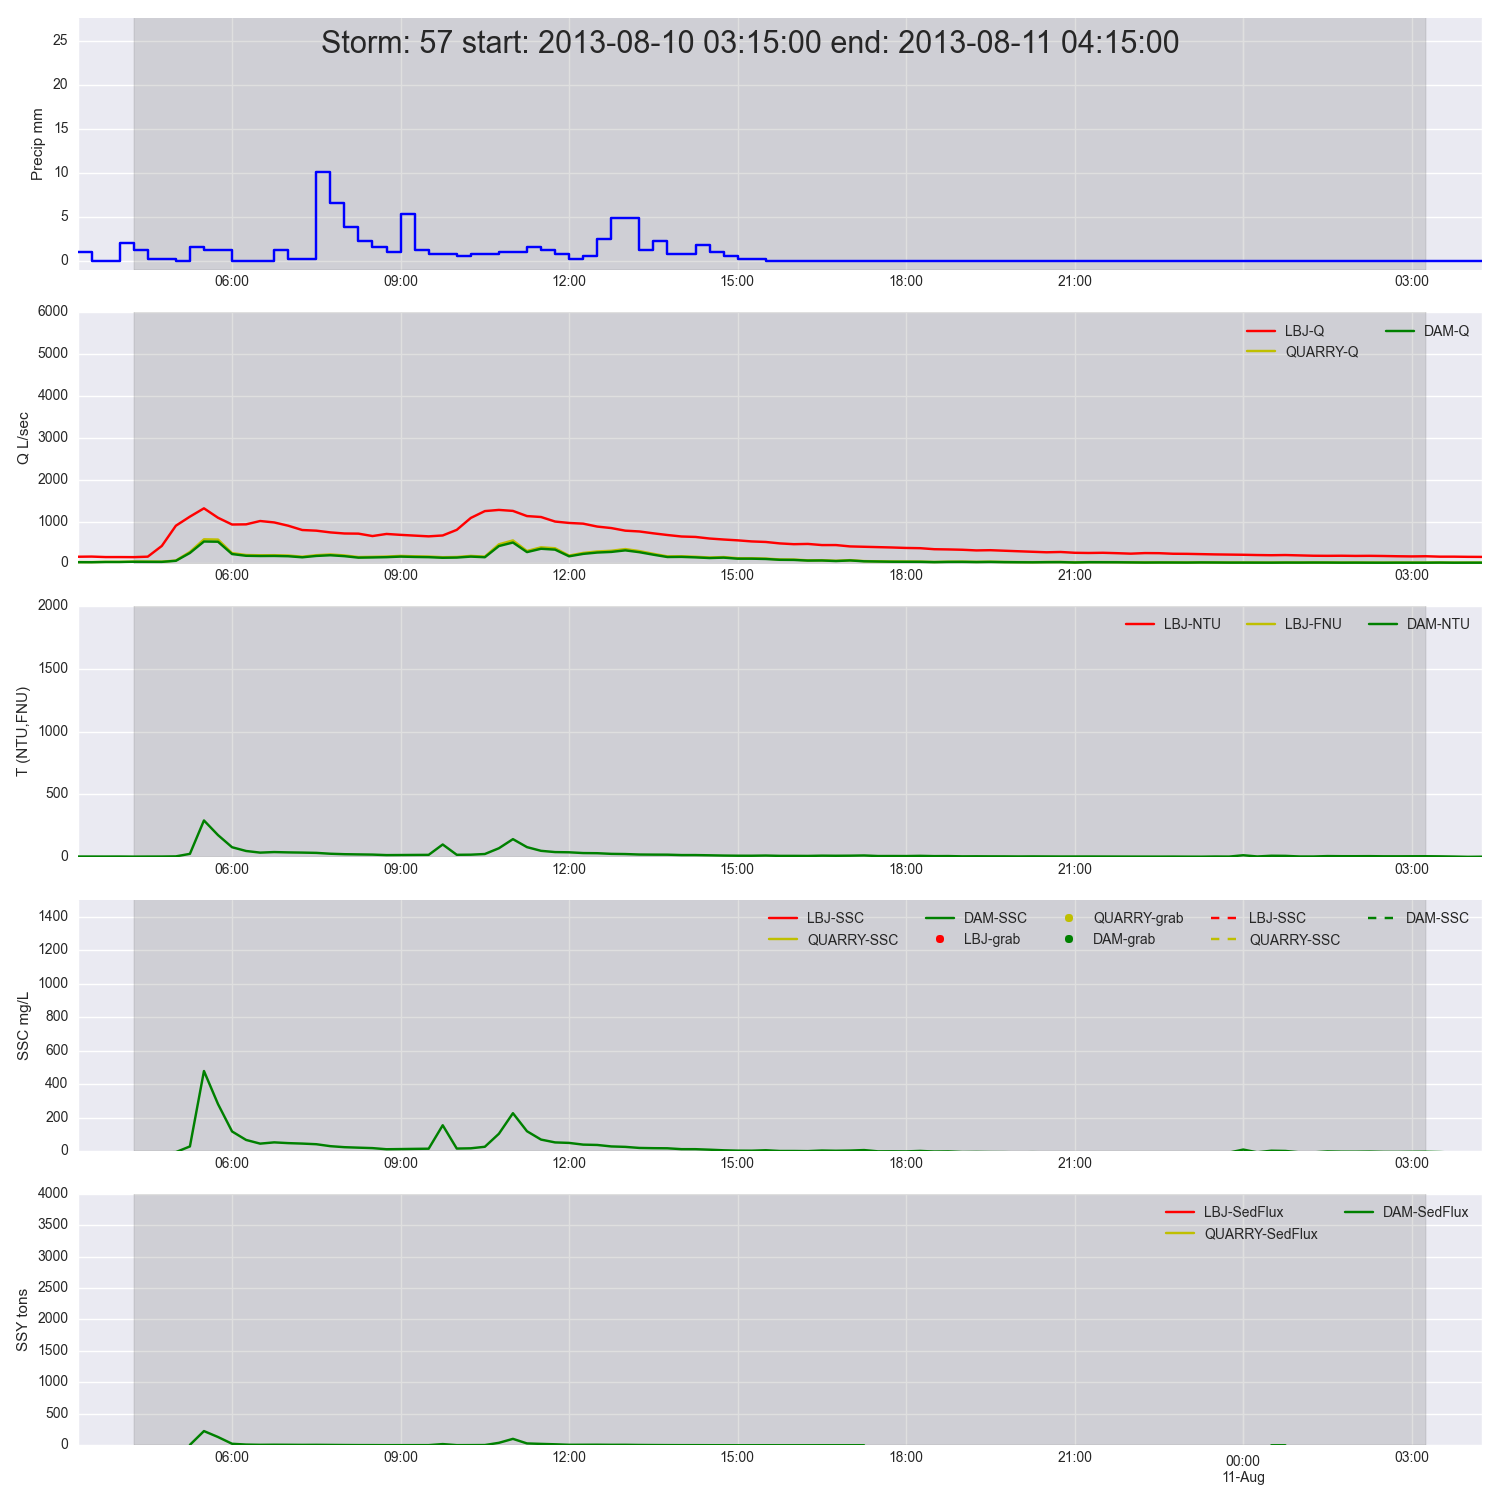 Storm: 57 start: 2013-08-10 03:15:00 end: 2013-08-11 04:15:00
Precip mm
25
20
15
10
5
0
06:00 09:00 12:00 15:00 18:00 21:00 03:00
Q L/sec
6000
5000
4000
3000
2000
1000
0
LBJ-Q DAM-Q
QUARRY-Q
06:00 09:00 12:00 15:00 18:00 21:00 03:00
T (NTU,FNU)
2000
1500
1000
500
0
LBJ-NTU LBJ-FNU DAM-NTU
06:00 09:00 12:00 15:00 18:00 21:00 03:00
SSC mg/L
1400
1200
1000
800
600
400
200
0
LBJ-SSC DAM-SSC QUARRY-grab LBJ-SSC DAM-SSC
QUARRY-SSC LBJ-grab DAM-grab QUARRY-SSC
06:00 09:00 12:00 15:00 18:00 21:00 03:00
SSY tons
4000
3500
3000
2500
2000
1500
1000
500
0
LBJ-SedFlux DAM-SedFlux
QUARRY-SedFlux
06:00 09:00 12:00 15:00 18:00 21:00 00:00 03:00
11-Aug